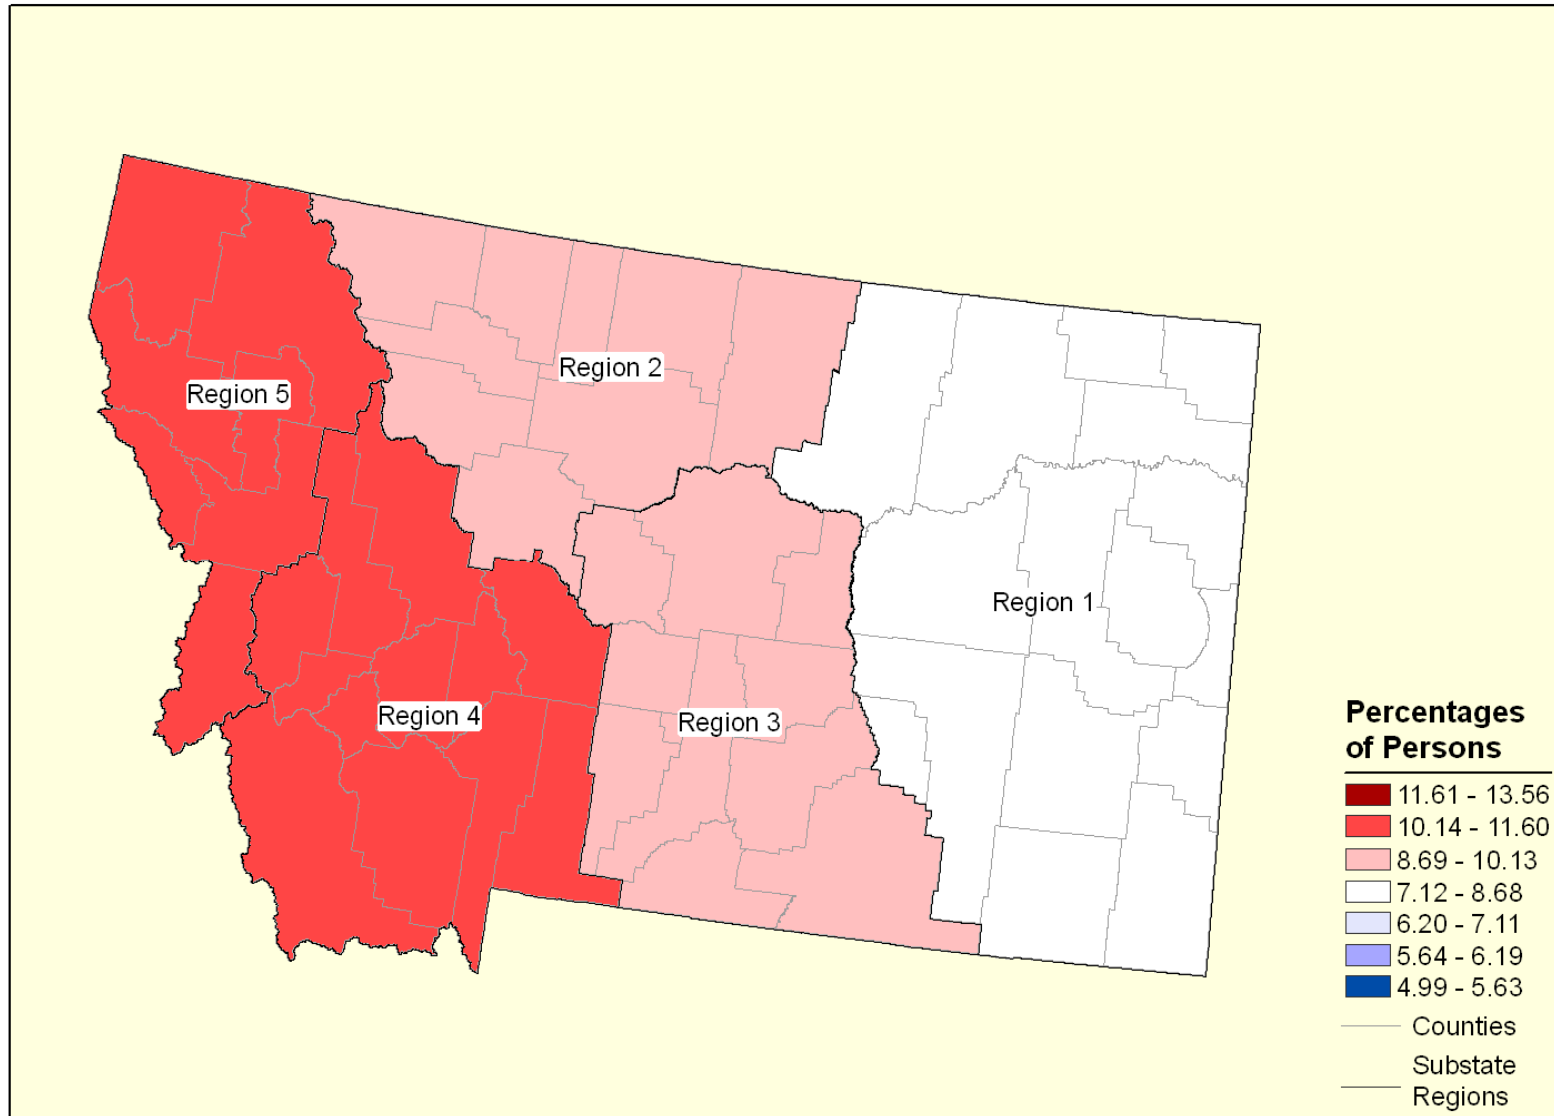 Region 2
Region 5
Region 1
Region 4
Region 3
Percentages
of Persons
11.61 - 13.56
10.14 - 11.60
8.69 - 10.13
7.12 - 8.68
6.20 - 7.11
5.64 - 6.19
4.99 - 5.63
Counties
Substate
Regions